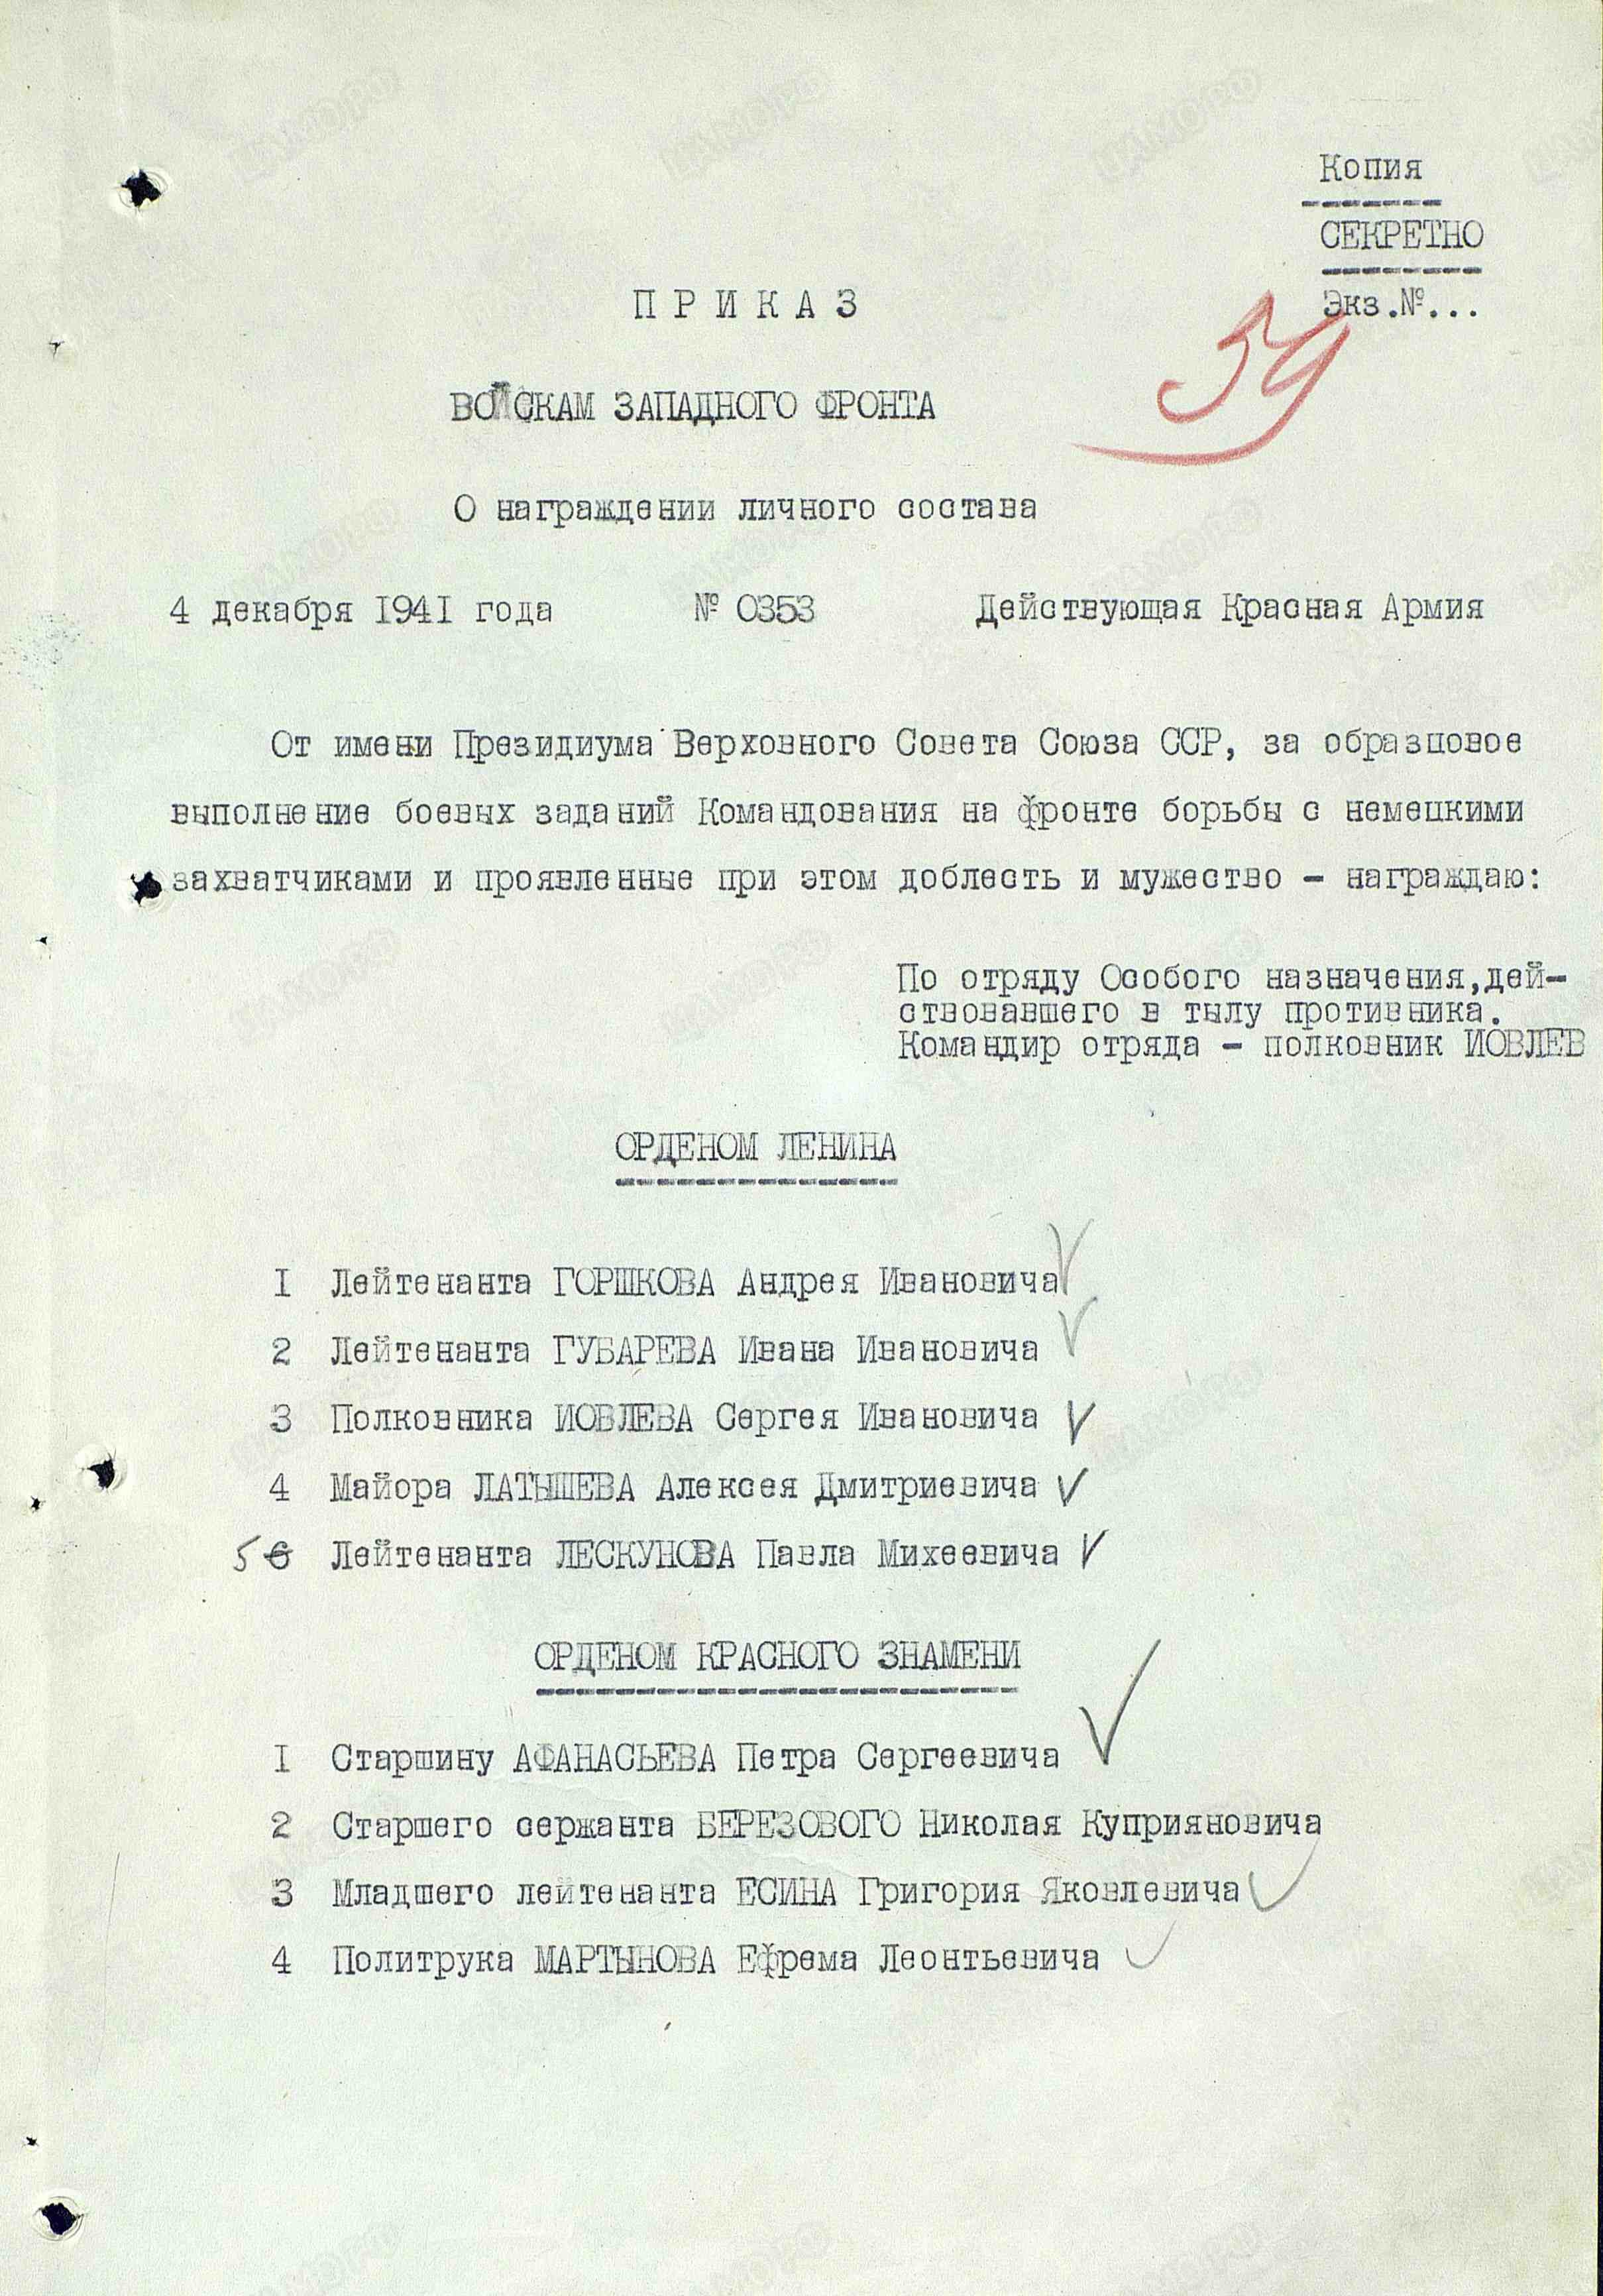 Копия
СЕКРЕТНО
Экз.№...
П Р И К А З
39
ВОЙСКАМ ЗАПАДНОГО ФРОНТА
О награждении личного состава
4 декабря 1941 года № 0353 Действующая Красная Армия
От имени Президиума Верховного Совета Союза ССР, за образцовое
выполнение боевых заданий Командования на фронте борьбы с немецкими
захватчиками и проявленные при этом доблесть и мужество - награждаю:
По отряду Особого назначения,дей-
ствовавшего в тылу противника.
Командир отряда - полковник ИОВЛЕВ
ОРДЕНОМ ЛЕНИНА
1 Лейтенанта ГОРШКОВА Андрея Ивановича
2 Лейтенанта ГУБАРЕВА Ивана Ивановича
3 Полковника ИОВЛЕВА Сергея Ивановича
4 Майора ЛАТЫШЕВА Алексея Дмитриевича
5 6 Лейтенанта ЛЕСКУНОВА Павла Михеевича
ОРДЕНОМ КРАСНОГО ЗНАМЕНИ
1 Старшину АФАНАСЬЕВА Петра Сергеевича
2 Старшего сержанта БЕРЕЗОВОГО Николая Куприяновича
3 Младшего лейтенанта ЕСИНА Григория Яковлевича
4 Политрука МАРТЫНОВА Ефрема Леонтьевича